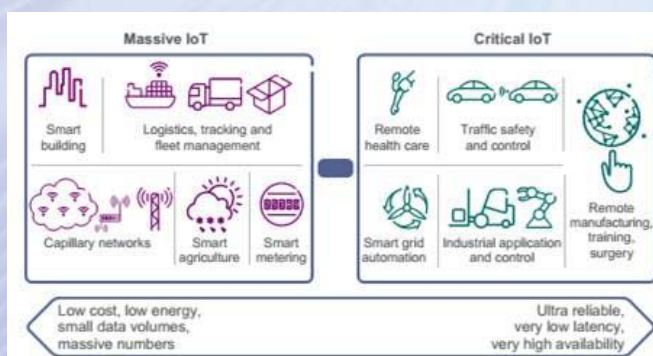 Massive IoT
Smart
building
Logistics, tracking and
fleet management
Capillary networks
Smart
agriculture
Smart
metering
Critical IoT
Remote
health care
Traffic safety
and control
Smart grid
automation
Industrial application
and control
Remote
manufacturing,
training,
surgery
Low cost, low energy,
small data volumes,
massive numbers
Ultra reliable,
very low latency,
very high availability